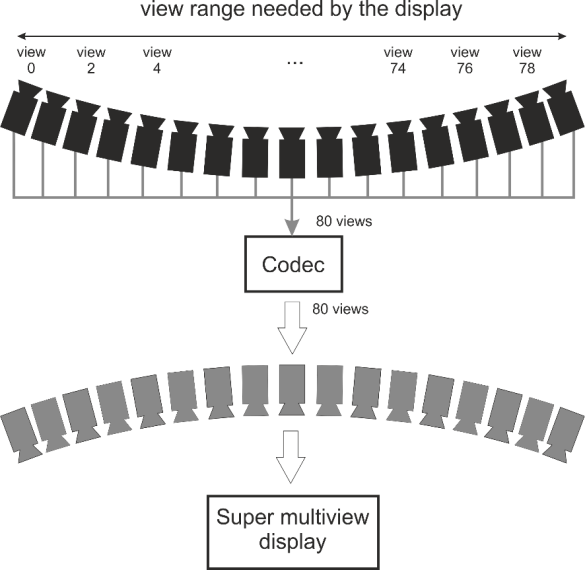 view range needed by the display
view view view view view view
0 2 4 ... 74 76 78
80 views
Codec
80 views
Super multiview
display